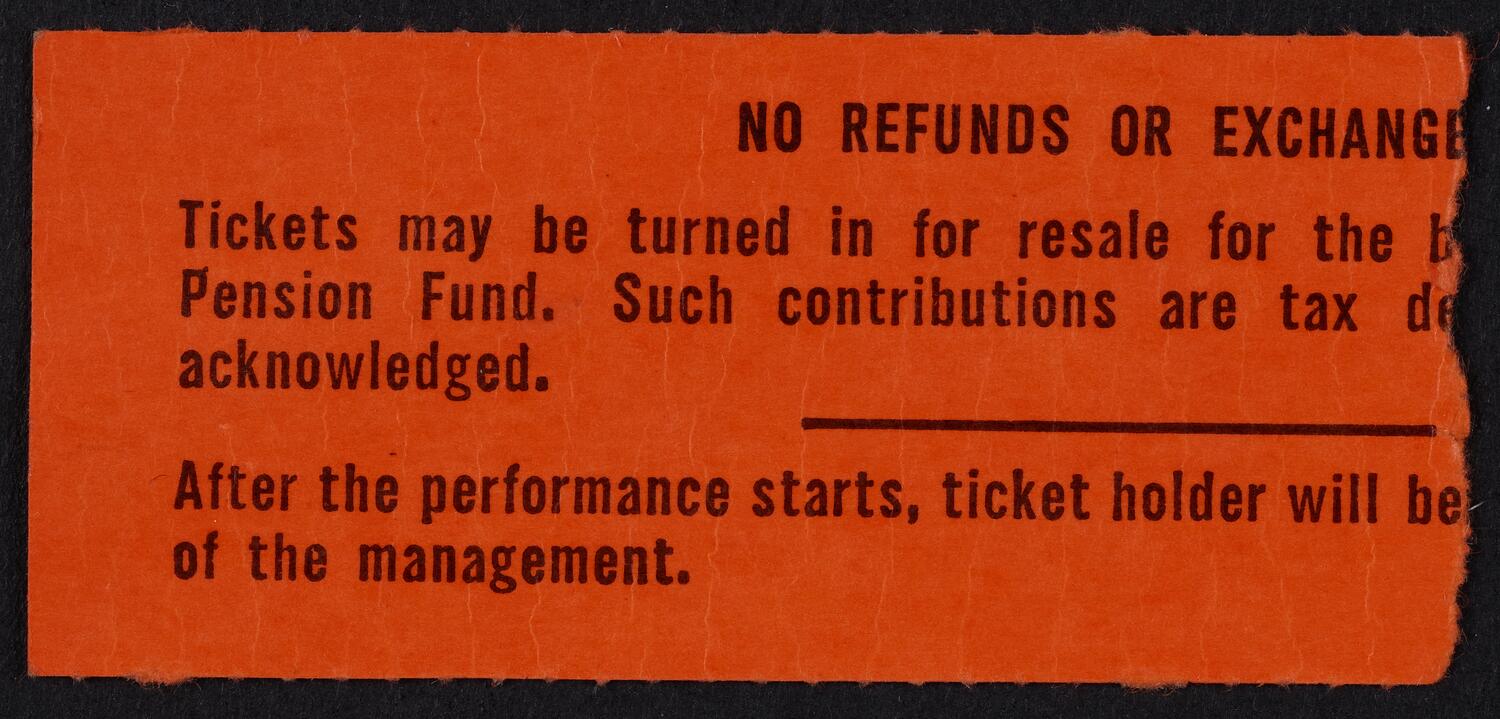 NO REFUNDS OR EXCHANGE
Tickets may be turned in for resale for the b
Pension Fund. Such contributions are tax de
acknowledged.
After the performance starts, ticket holder will be
of the management.